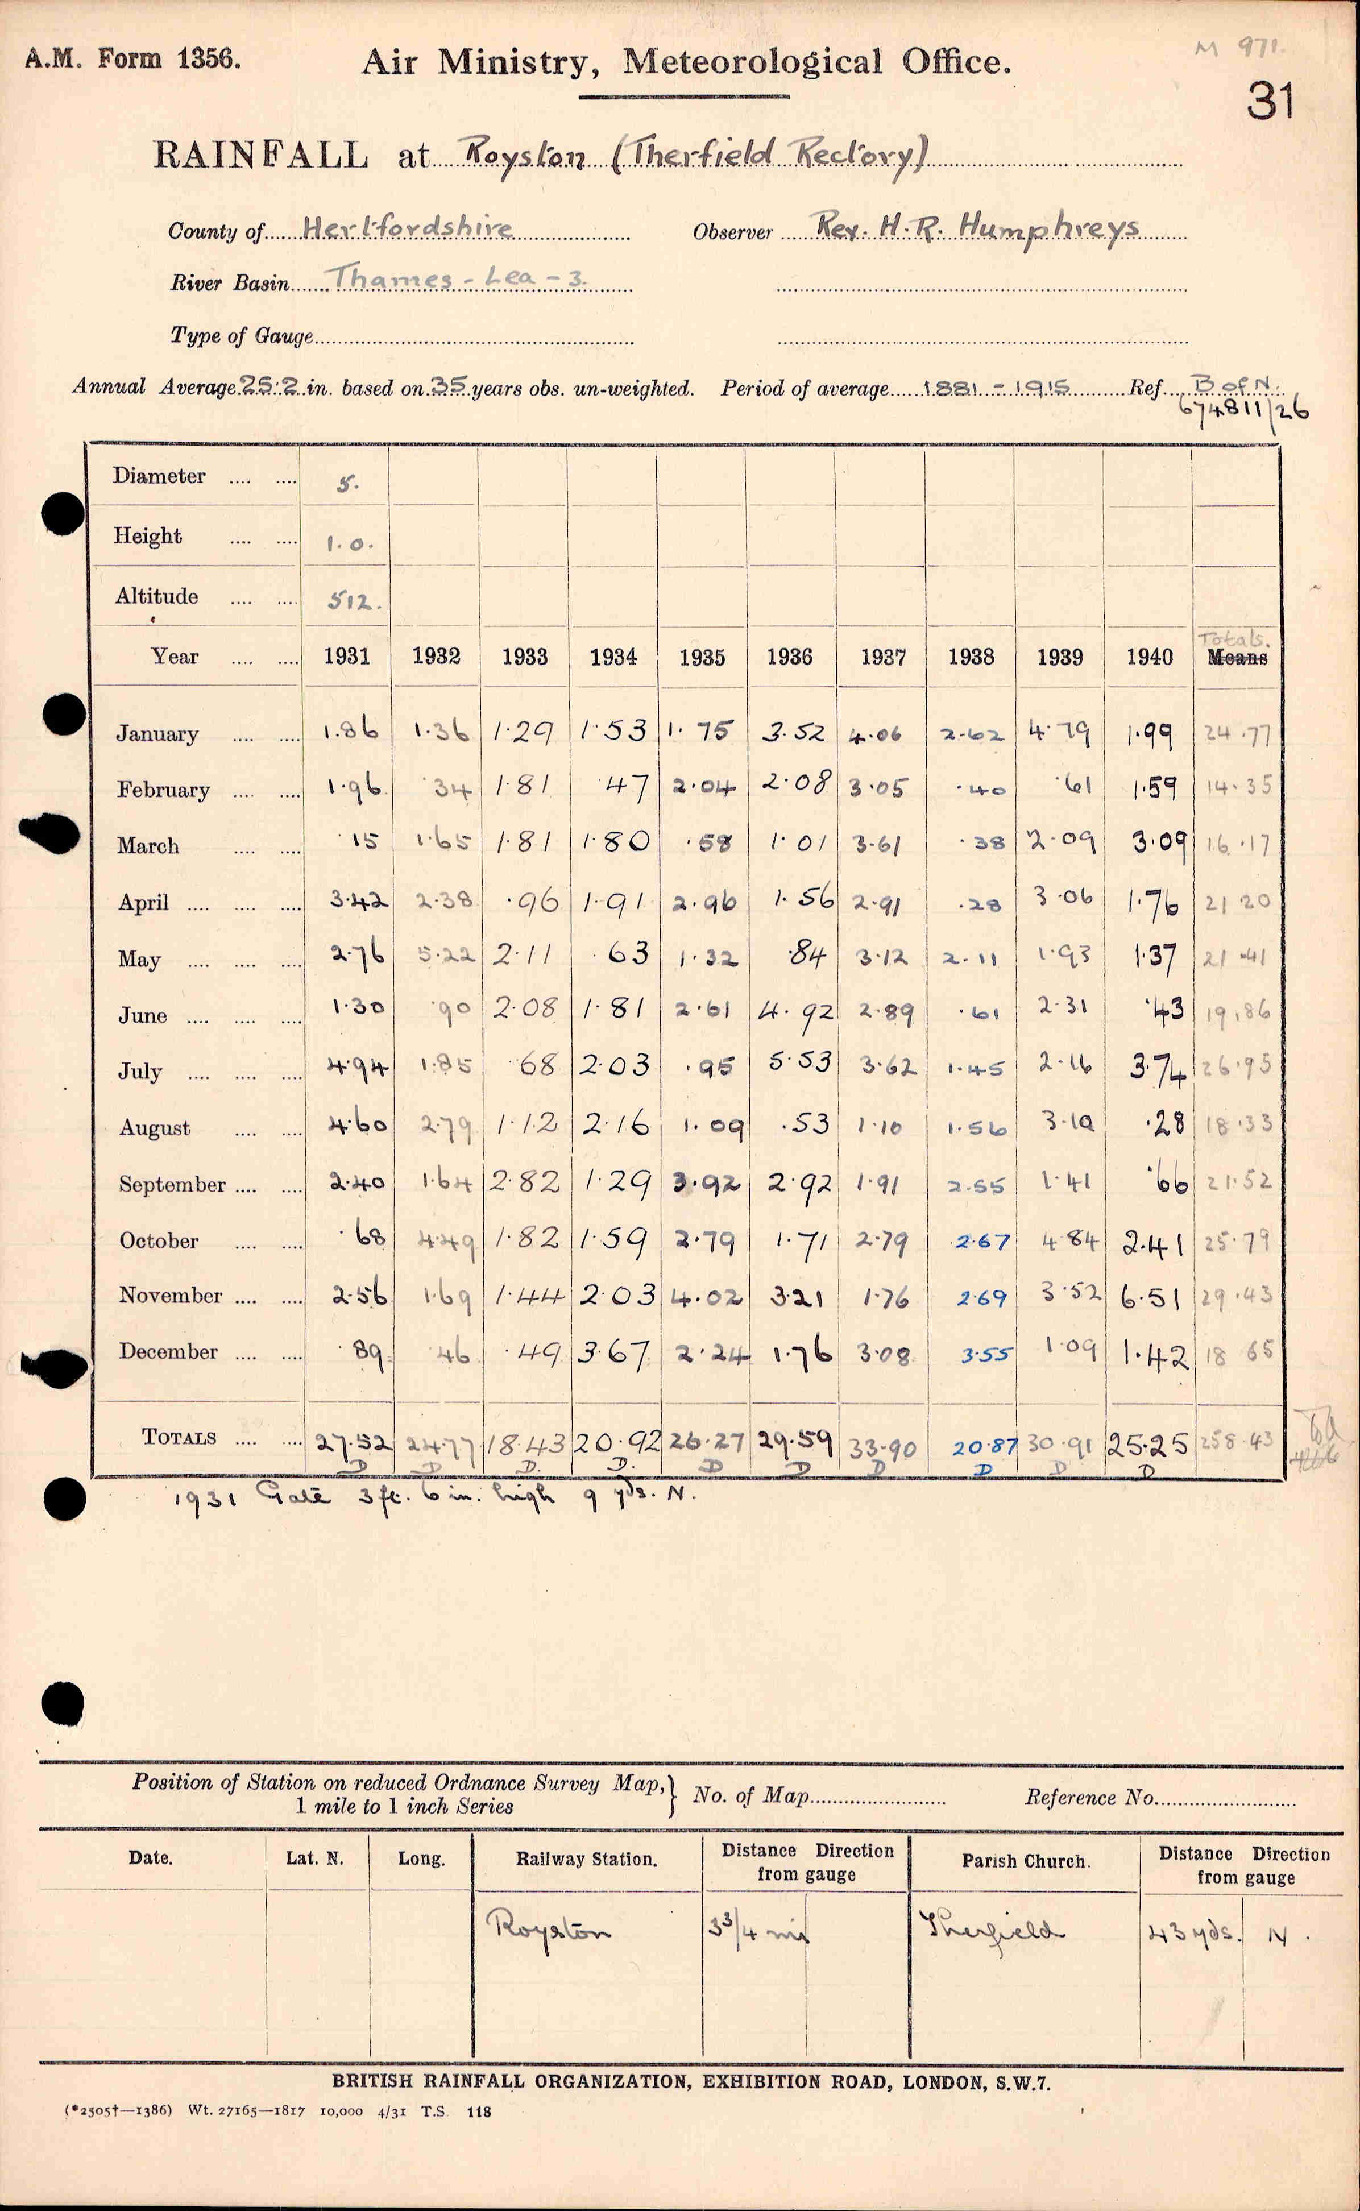 M 971.
A.M. Form 1356. Air Ministry, Meteorological Office.
31
RAINFALL at Royston (Therfield Rectory)
County of Hertfordshire Observer Rev. H.R. Humphreys
River Basin Thames - Lea - 3.
Type of Gauge
Annual Average 25.2 in. based on 35 years obs. un-weighted. Period of average 1881 - 1915 Ref. B of N.
674811/26
Diameter .... .... 5.
Height .... .... 1.0.
Altitude .... .... 512.
Totals.
Year .... .... 1931 1932 1933 1934 1935 1936 1937 1938 1939 1940 Means
January .... .... 1.86 1.36 1.29 1.53 1.75 3.52 4.06 2.62 4.79 1.99 24.77
February .... .... 1.96 .34 1.81 .47 2.04 2.08 3.05 .40 .61 1.59 14.35
March .... .... .15 1.65 1.81 1.80 .58 1.01 3.61 .38 2.09 3.09 16.17
April .... .... .... 3.42 2.38 .96 1.91 2.96 1.56 2.91 .28 3.06 1.76 21 20
May .... .... .... 2.76 5.22 2.11 .63 1.32 .84 3.12 2.11 1.93 1.37 21.41
June .... .... .... 1.30 .90 2.08 1.81 2.61 4.92 2.89 .61 2.31 .43 19.86
July .... .... .... 4.94 1.85 .68 2.03 .95 5.53 3.62 1.45 2.16 3.74 26.95
August .... .... 4.60 2.79 1.12 2.16 1.09 .53 1.10 1.56 3.10 .28 18.33
September .... .... 2.40 1.64 2.82 1.29 3.92 2.92 1.91 2.55 1.41 .66 21.52
October .... .... .68 4.49 1.82 1.59 2.79 1.71 2.79 2.67 4.84 2.41 25.79
November .... .... 2.56 1.69 1.44 2.03 4.02 3.21 1.76 2.69 3.52 6.51 29.43
December .... .... .89 .46 .49 3.67 2.24 1.76 3.08 3.55 1.09 1.42 18 65
TOTALS .... .... 27.52 24.77 18.43 20.92 26.27 29.59 33.90 20.87 30.91 25.25 258.43
D D D. D. D D D D D D
1931 Gate 3 ft. 6 in. high 9 yds. N.
Position of Station on reduced Ordnance Survey Map,} No. of Map Reference No.
1 mile to 1 inch Series
Date. Lat. N. Long. Railway Station. Distance Direction from gauge Parish Church. Distance Direction from gauge
Royston 3 3/4 mi Therfield 43 yds. N.
BRITISH RAINFALL ORGANIZATION, EXHIBITION ROAD, LONDON, S.W.7.
(*2505†—1386) Wt. 27165—1817 10,000 4/31 T.S. 118